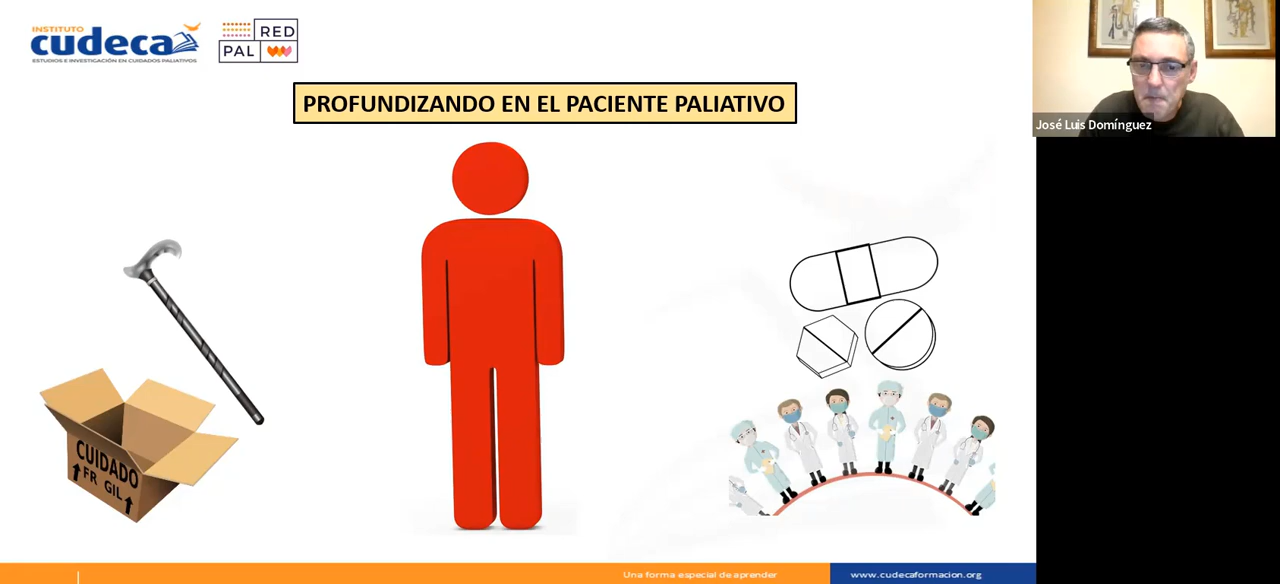 INSTITUTO
cudeca
ESTUDIOS E INVESTIGACIÓN EN CUIDADOS PALIATIVOS
RED
PAL
PROFUNDIZANDO EN EL PACIENTE PALIATIVO
José Luis Domínguez
CUIDADO
FR GIL
Una forma especial de aprender
www.cudecaformacion.org